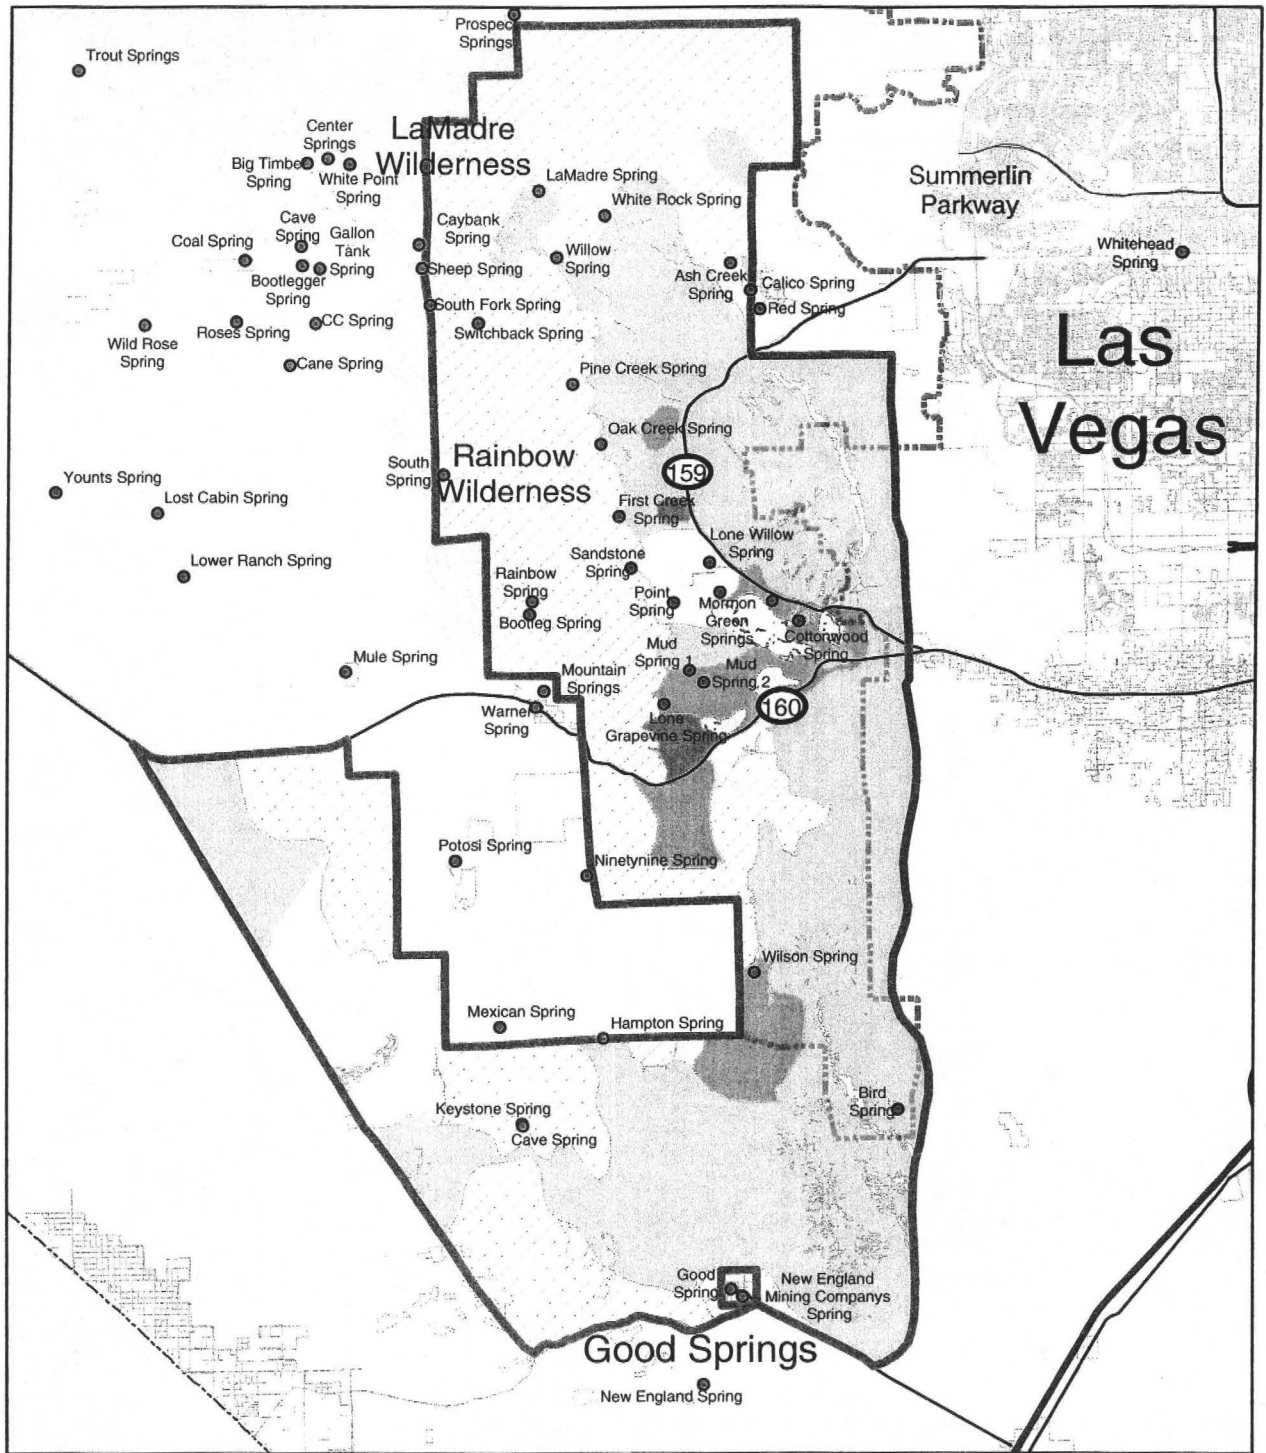 Prospec
Springs
Trout Springs
Center
Springs
LaMadre
Wilderness
Big Timbe
Spring
White Point
Spring
LaMadre Spring
White Rock Spring
Summerlin
Parkway
Cave
Spring
Gallon
Tank
Spring
Coal Spring
Bootlegger
Spring
Caybank
Spring
Sheep Spring
Willow
Spring
Ash Creek
Spring
Calico Spring
Red Spring
Whitehead
Spring
South Fork Spring
Switchback Spring
Wild Rose
Spring
Roses Spring
CC Spring
Cane Spring
Las
Vegas
Pine Creek Spring
Oak Creek Spring
159
South
Spring
Rainbow
Wilderness
Younts Spring
Lost Cabin Spring
First Creek
Spring
Lone Willow
Spring
Lower Ranch Spring
Sandstone
Spring
Rainbow
Spring
Bootleg Spring
Point
Spring
Mormon
Green
Springs
Cottonwood
Spring
Mud
Spring 1
Mud
Spring 2
Mule Spring
Mountain
Springs
Warner
Spring
160
Lone
Grapevine Spring
Potosi Spring
Ninetynine Spring
Wilson Spring
Mexican Spring
Hampton Spring
Bird
Spring
Keystone Spring
Cave Spring
Good
Spring
New England
Mining Companys
Spring
Good Springs
New England Spring